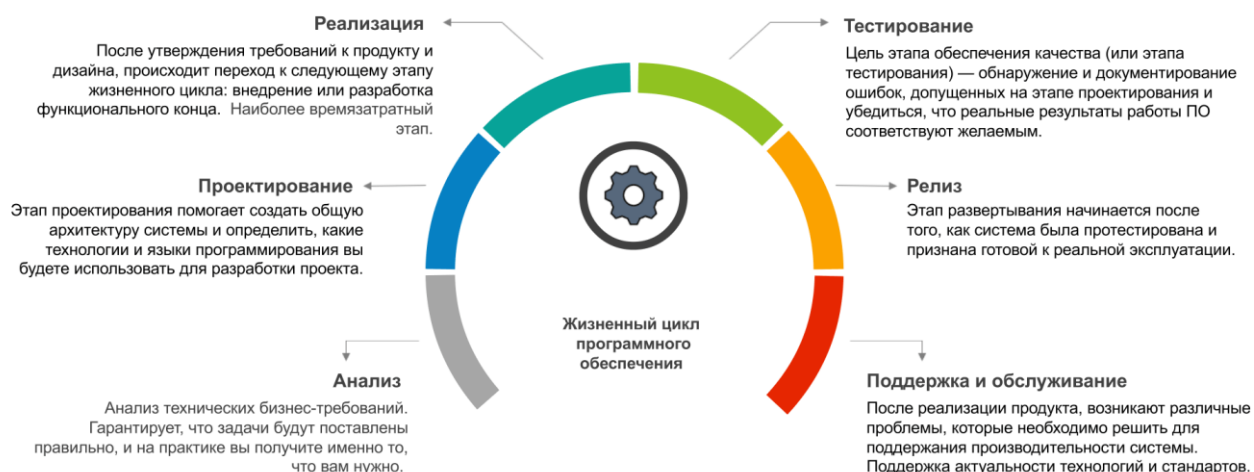 Реализация
После утверждения требований к продукту и
дизайна, происходит переход к следующему этапу
жизненного цикла: внедрение или разработка
функционального конца. Наиболее времязатратный
этап.
Проектирование
Этап проектирования помогает создать общую
архитектуру системы и определить, какие
технологии и языки программирования вы
будете использовать для разработки проекта.
Анализ
Анализ технических бизнес-требований.
Гарантирует, что задачи будут поставлены
правильно, и на практике вы получите именно то,
что вам нужно.
Жизненный цикл
программного
обеспечения
Тестирование
Цель этапа обеспечения качества (или этапа
тестирования) — обнаружение и документирование
ошибок, допущенных на этапе проектирования и
убедиться, что реальные результаты работы ПО
соответствуют желаемым.
Релиз
Этап развертывания начинается после
того, как система была протестирована и
признана готовой к реальной эксплуатации.
Поддержка и обслуживание
После реализации продукта, возникают различные
проблемы, которые необходимо решить для
поддержания производительности системы.
Поддержка актуальности технологий и стандартов.